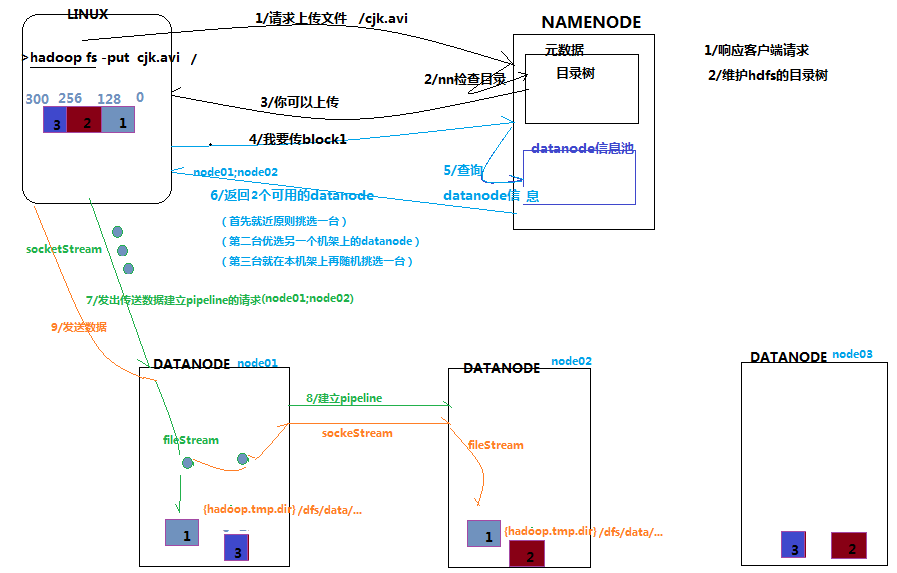 LINUX
1/请求上传文件 /cjk.avi
NAMENODE
>hadoop fs -put cjk.avi /
元数据
目录树
1/响应客户端请求
2/维护hdfs的目录树
2/nn检查目录
3/你可以上传
300 256 128 0
3 2 1
4/我要传block1
datanode信息池
node01;node02
5/查询
datanode信 息
6/返回2个可用的datanode
（首先就近原则挑选一台）
（第二台优选另一个机架上的datanode）
（第三台就在本机架上再随机挑选一台）
socketStream
7/发出传送数据建立pipeline的请求(node01;node02)
9/发送数据
DATANODE node01
DATANODE node02
DATANODE node03
8/建立pipeline
sockeStream
fileStream
fileStream
{hadoop.tmp.dir}/dfs/data/...
1
3
1
{hadoop.tmp.dir}/dfs/data/...
2
3
2